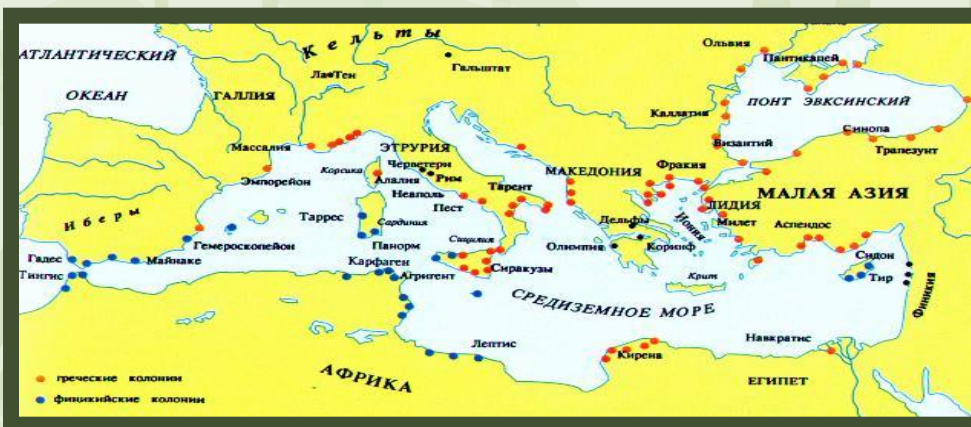 АТЛАНТИЧЕСКИЙ
ОКЕАН
Кельты
Ла-Тен
Гальштат
ГАЛЛИЯ
Ольвия
Пантикапей
Каллатия
ПОНТ ЭВКСИНСКИЙ
Синопа
Византий
Трапезунт
Массалия
ЭТРУРИЯ
Корсика
Черветери
Рим
Алалия
Эмпорейон
Неаполь
Тарент
МАКЕДОНИЯ
Фракия
МАЛАЯ АЗИЯ
Иберы
Таррес
Сардиния
Пест
Дельфы
Иония
ЛИДИЯ
Милет
Аспендос
Гемероскопейон
Панорм
Сицилия
Олимпия
Коринф
Гадес
Майнаке
Карфаген
Агригент
Сиракузы
Крит
Сидон
Тингис
Тир
Финикия
СРЕДИЗЕМНОЕ МОРЕ
Лептис
Кирена
Навкратис
АФРИКА
ЕГИПЕТ
греческие колонии
финикийские колонии